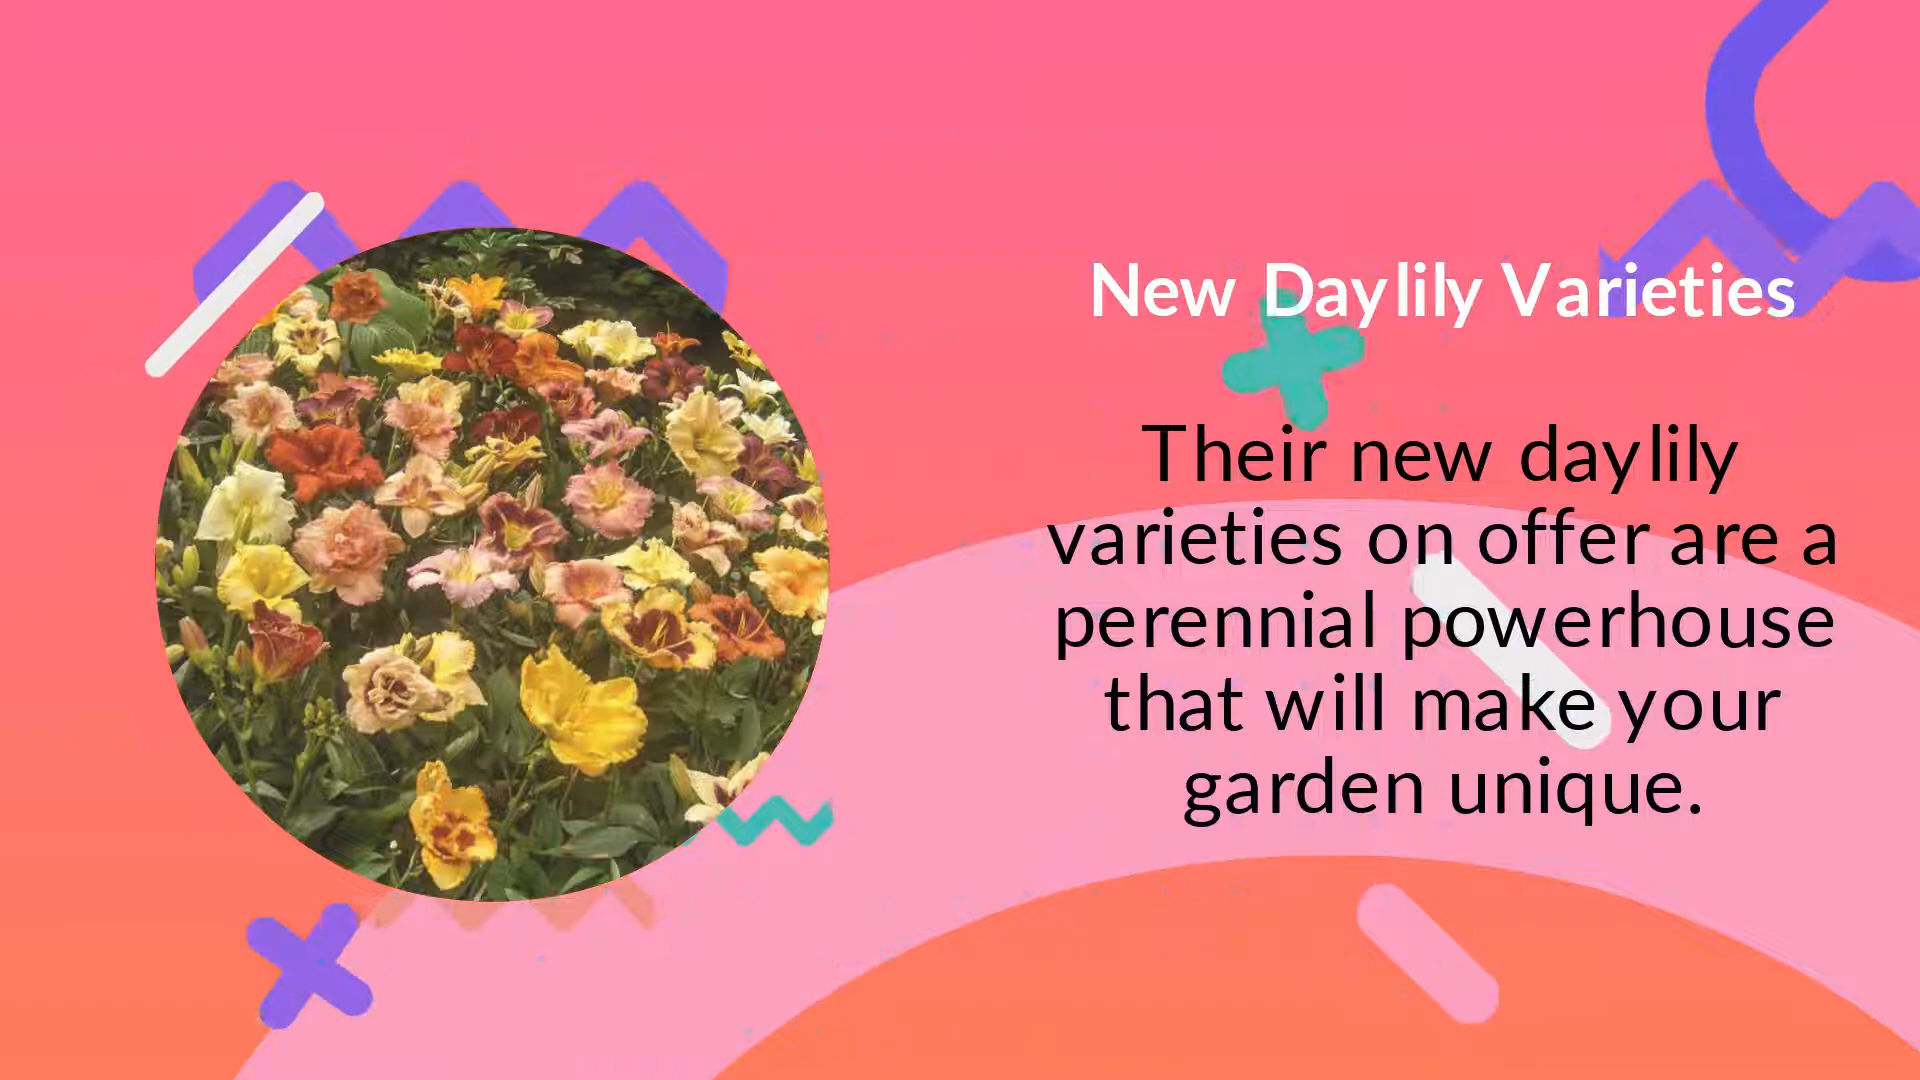 New Daylily Varieties
Their new daylily
varieties on offer are a
perennial powerhouse
that will make your
garden unique.